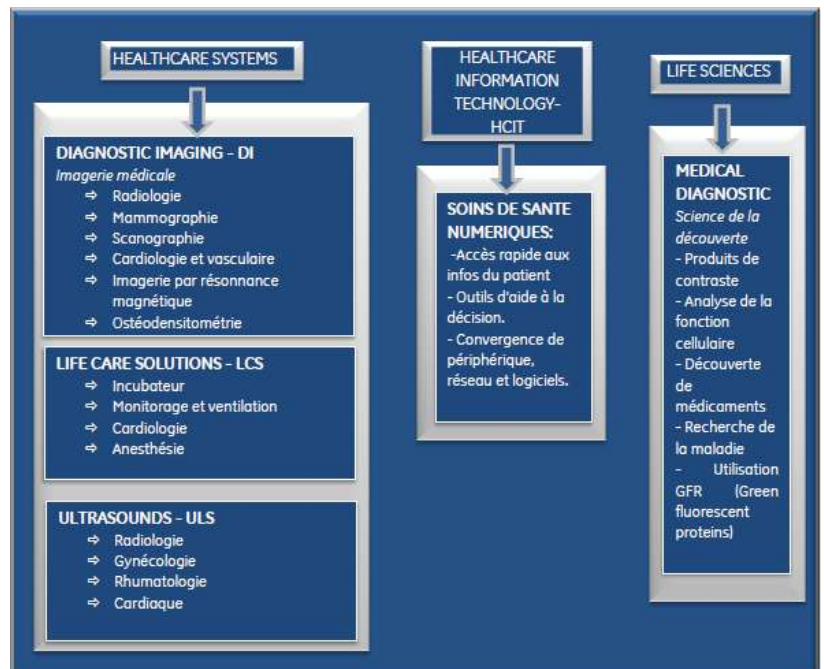 HEALTHCARE SYSTEMS
DIAGNOSTIC IMAGING - DI
Imagerie médicale
⇨ Radiologie
⇨ Mammographie
⇨ Scanographie
⇨ Cardiologie et vasculaire
⇨ Imagerie par résonnance
magnétique
⇨ Ostéodensitométrie
LIFE CARE SOLUTIONS - LCS
⇨ Incubateur
⇨ Monitorage et ventilation
⇨ Cardiologie
⇨ Anesthésie
ULTRASOUNDS - ULS
⇨ Radiologie
⇨ Gynécologie
⇨ Rhumatologie
⇨ Cardiaque
HEALTHCARE
INFORMATION
TECHNOLOGY-
HCIT
SOINS DE SANTE
NUMERIQUES:
-Accès rapide aux
infos du patient
- Outils d'aide à la
décision.
- Convergence de
périphérique,
réseau et logiciels.
LIFE SCIENCES
MEDICAL
DIAGNOSTIC
Science de la
découverte
- Produits de
contraste
- Analyse de la
fonction
cellulaire
- Découverte
de
médicaments
- Recherche de
la maladie
- Utilisation
GFR (Green
fluorescent
proteins)